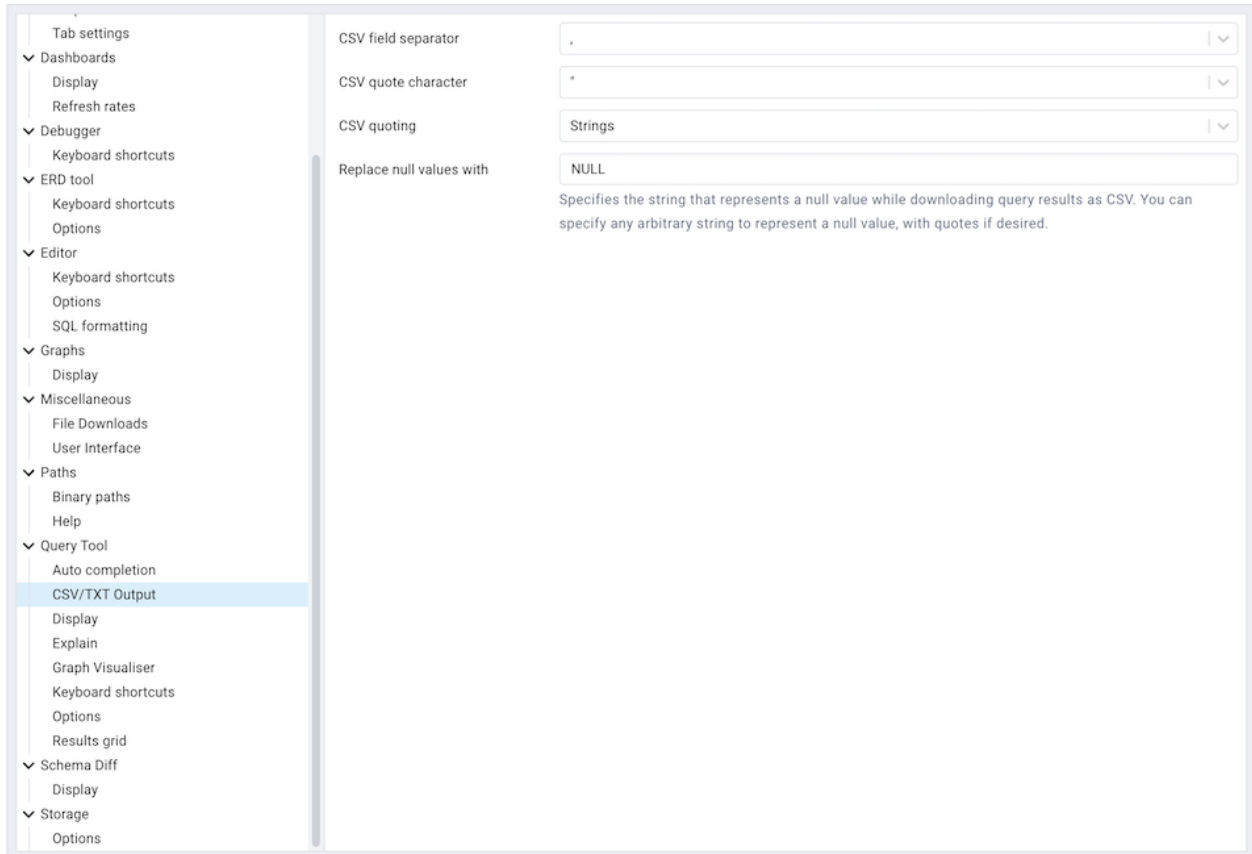 Tab settings
Dashboards
Display
Refresh rates
Debugger
Keyboard shortcuts
ERD tool
Keyboard shortcuts
Options
Editor
Keyboard shortcuts
Options
SQL formatting
Graphs
Display
Miscellaneous
File Downloads
User Interface
Paths
Binary paths
Help
Query Tool
Auto completion
CSV/TXT Output
Display
Explain
Graph Visualiser
Keyboard shortcuts
Options
Results grid
Schema Diff
Display
Storage
Options
CSV field separator
,
CSV quote character
"
CSV quoting
Strings
Replace null values with
NULL
Specifies the string that represents a null value while downloading query results as CSV. You can
specify any arbitrary string to represent a null value, with quotes if desired.